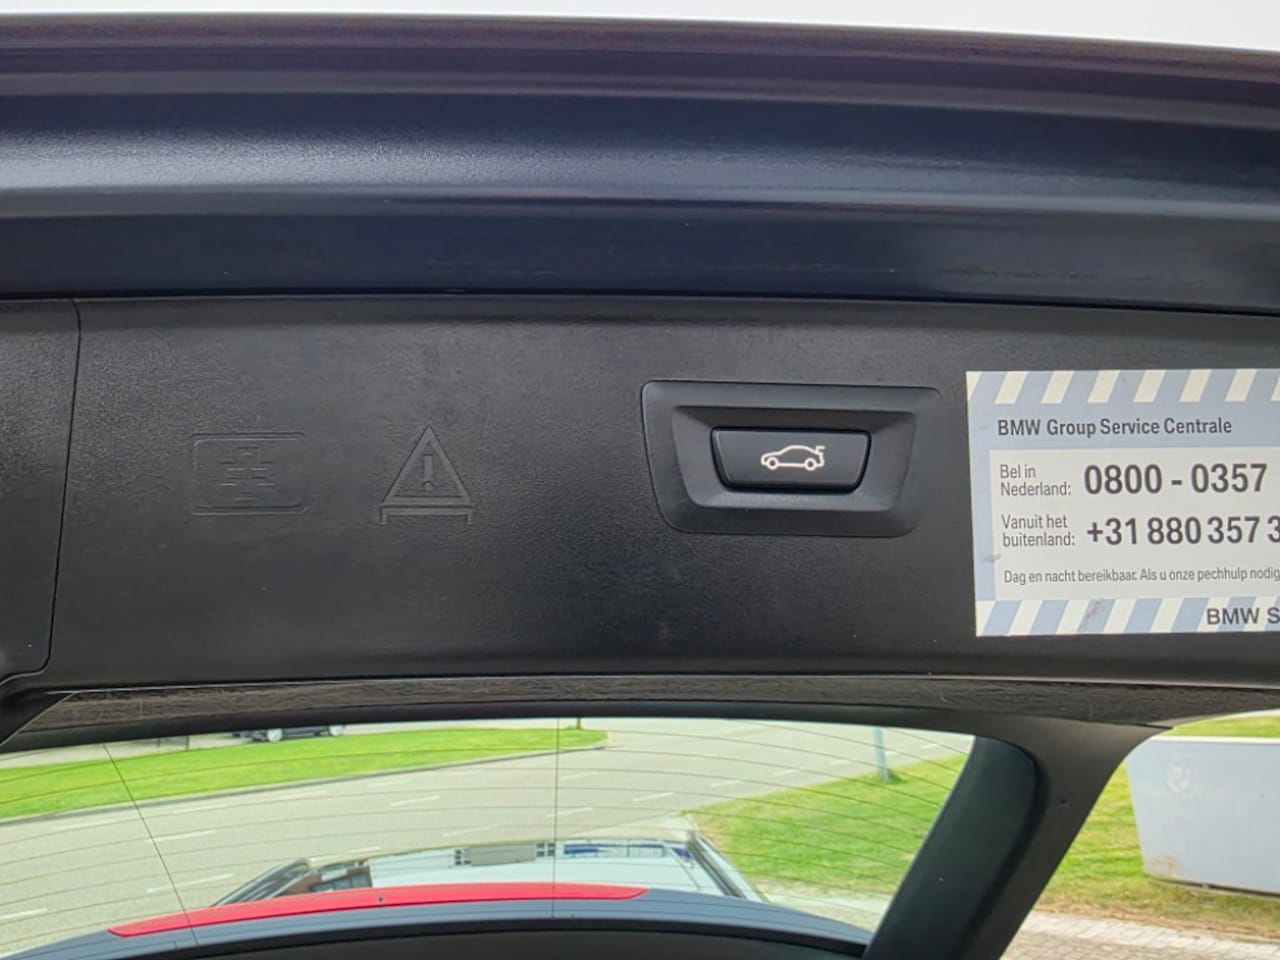 BMW Group Service Centrale
Bel in
Nederland: 0800 - 0357
Vanuit het
buitenland: +31 880 357 3
Dag en nacht bereikbaar. Als u onze pechhulp nodig
BMW S